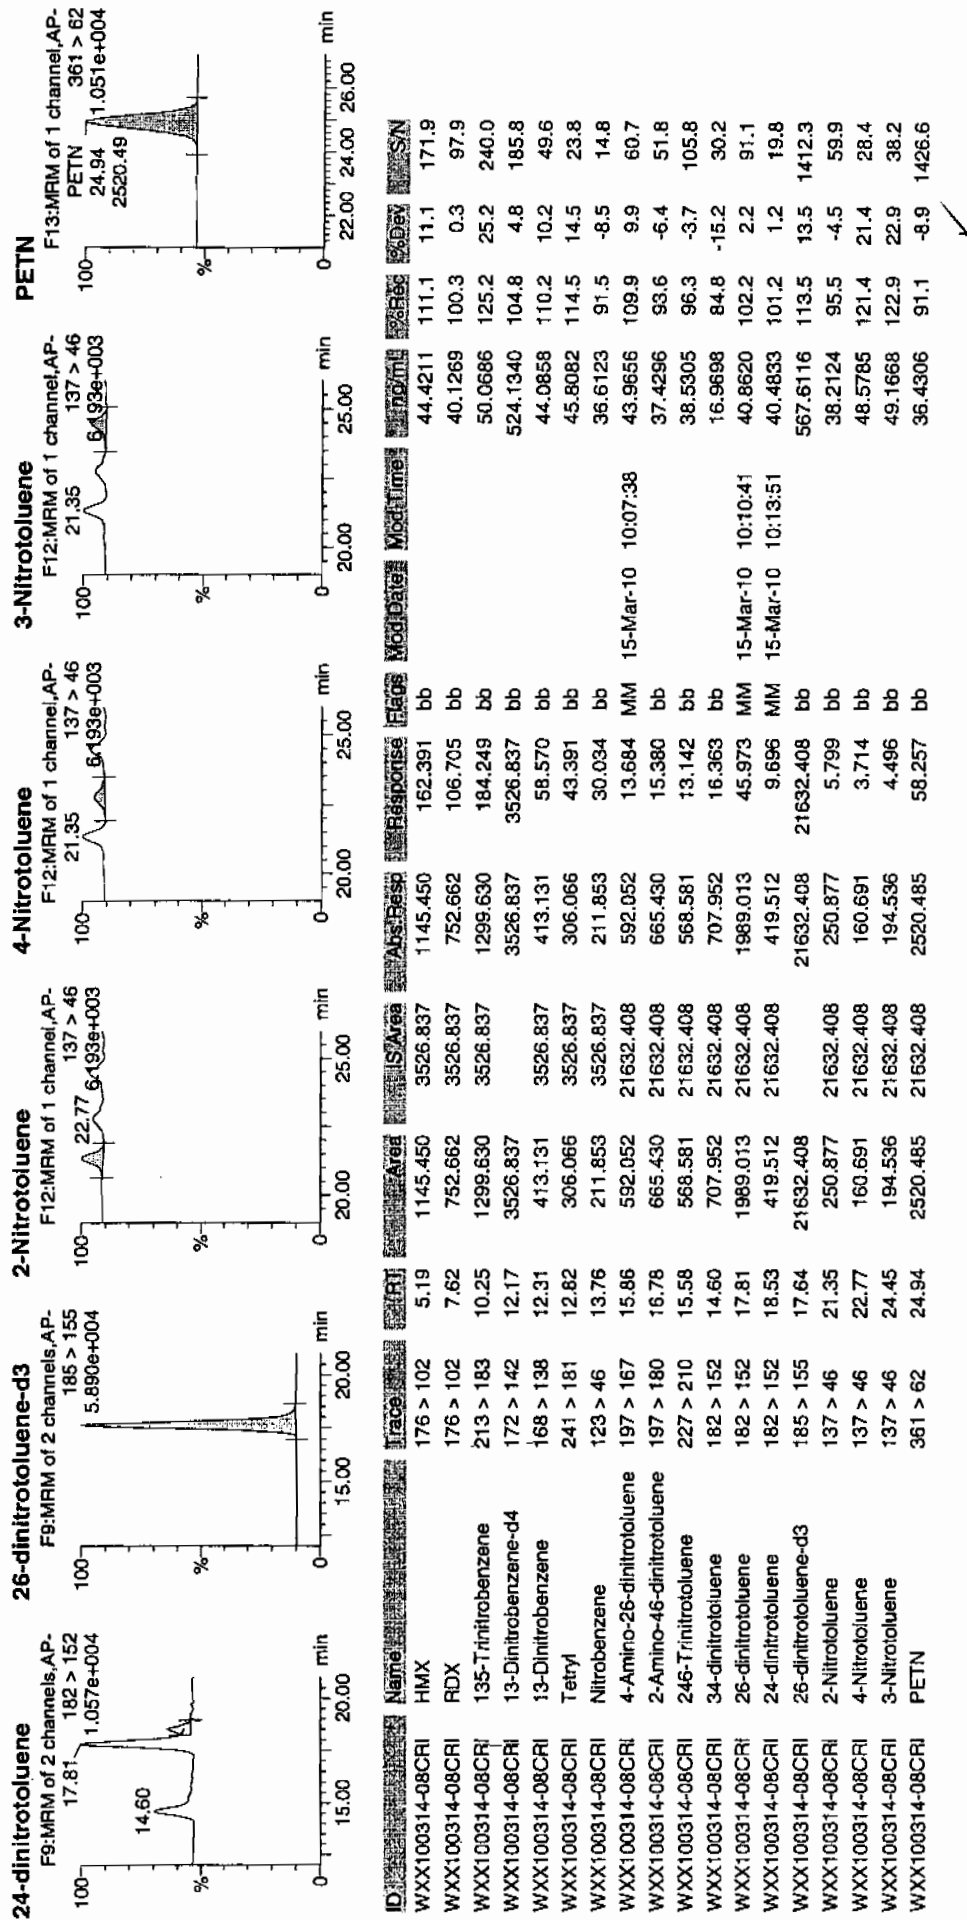 24-dinitrotoluene
F9:MRM of 2 channels,AP-
17.81 182 > 152
1.057e+004
14.60
100
%
0
15.00 20.00 min
26-dinitrotoluene-d3
F9:MRM of 2 channels,AP-
185 > 155
5.890e+004
100
%
0
15.00 20.00 min
2-Nitrotoluene
F12:MRM of 1 channel,AP-
137 > 46
22.77 6.193e+003
100
%
0
20.00 25.00 min
4-Nitrotoluene
F12:MRM of 1 channel,AP-
21.35 137 > 46
6.193e+003
100
%
0
20.00 25.00 min
3-Nitrotoluene
F12:MRM of 1 channel,AP-
21.35 137 > 46
6.193e+003
100
%
0
20.00 25.00 min
PETN
F13:MRM of 1 channel,AP-
PETN 361 > 62
24.94 1.051e+004
2520.49
100
%
0
22.00 24.00 26.00 min
ID Name Trace RT Area IS Area Abs.Resp Response Flags Mod.Date Mod.Time ng/mL %Rec %Dev S/N
WXX100314-08CRI HMX 176 > 102 5.19 1145.450 3526.837 1145.450 162.391 bb 44.4211 111.1 11.1 171.9
WXX100314-08CRI RDX 176 > 102 7.62 752.662 3526.837 752.662 106.705 bb 40.1269 100.3 0.3 97.9
WXX100314-08CRI 135-Trinitrobenzene 213 > 183 10.25 1299.630 3526.837 1299.630 184.249 bb 50.0686 125.2 25.2 240.0
WXX100314-08CRI 13-Dinitrobenzene-d4 172 > 142 12.17 3526.837 3526.837 3526.837 bb 524.1340 104.8 4.8 185.8
WXX100314-08CRI 13-Dinitrobenzene 168 > 138 12.31 413.131 3526.837 413.131 58.570 bb 44.0858 110.2 10.2 49.6
WXX100314-08CRI Tetryl 241 > 181 12.82 306.066 3526.837 306.066 43.391 bb 45.8082 114.5 14.5 23.8
WXX100314-08CRI Nitrobenzene 123 > 46 13.76 211.853 3526.837 211.853 30.034 bb 36.6123 91.5 -8.5 14.8
WXX100314-08CRI 4-Amino-26-dinitrotoluene 197 > 167 15.86 592.052 21632.408 592.052 13.684 MM 15-Mar-10 10:07:38 43.9656 109.9 9.9 60.7
WXX100314-08CRI 2-Amino-46-dinitrotoluene 197 > 180 16.78 665.430 21632.408 665.430 15.380 bb 37.4296 93.6 -6.4 51.8
WXX100314-08CRI 246-Trinitrotoluene 227 > 210 15.58 568.581 21632.408 568.581 13.142 bb 38.5305 96.3 -3.7 105.8
WXX100314-08CRI 34-dinitrotoluene 182 > 152 14.60 707.952 21632.408 707.952 16.363 bb 16.9698 84.8 -15.2 30.2
WXX100314-08CRI 26-dinitrotoluene 182 > 152 17.81 1989.013 21632.408 1989.013 45.973 MM 15-Mar-10 10:10:41 40.8620 102.2 2.2 91.1
WXX100314-08CRI 24-dinitrotoluene 182 > 152 18.53 419.512 21632.408 419.512 9.696 MM 15-Mar-10 10:13:51 40.4833 101.2 1.2 19.8
WXX100314-08CRI 26-dinitrotoluene-d3 185 > 155 17.64 21632.408 21632.408 21632.408 bb 567.6116 113.5 13.5 1412.3
WXX100314-08CRI 2-Nitrotoluene 137 > 46 21.35 250.877 21632.408 250.877 5.799 bb 38.2124 95.5 -4.5 59.9
WXX100314-08CRI 4-Nitrotoluene 137 > 46 22.77 160.691 21632.408 160.691 3.714 bb 48.5785 121.4 21.4 28.4
WXX100314-08CRI 3-Nitrotoluene 137 > 46 24.45 194.536 21632.408 194.536 4.496 bb 49.1668 122.9 22.9 38.2
WXX100314-08CRI PETN 361 > 62 24.94 2520.485 21632.408 2520.485 58.257 bb 36.4306 91.1 -8.9 1426.6